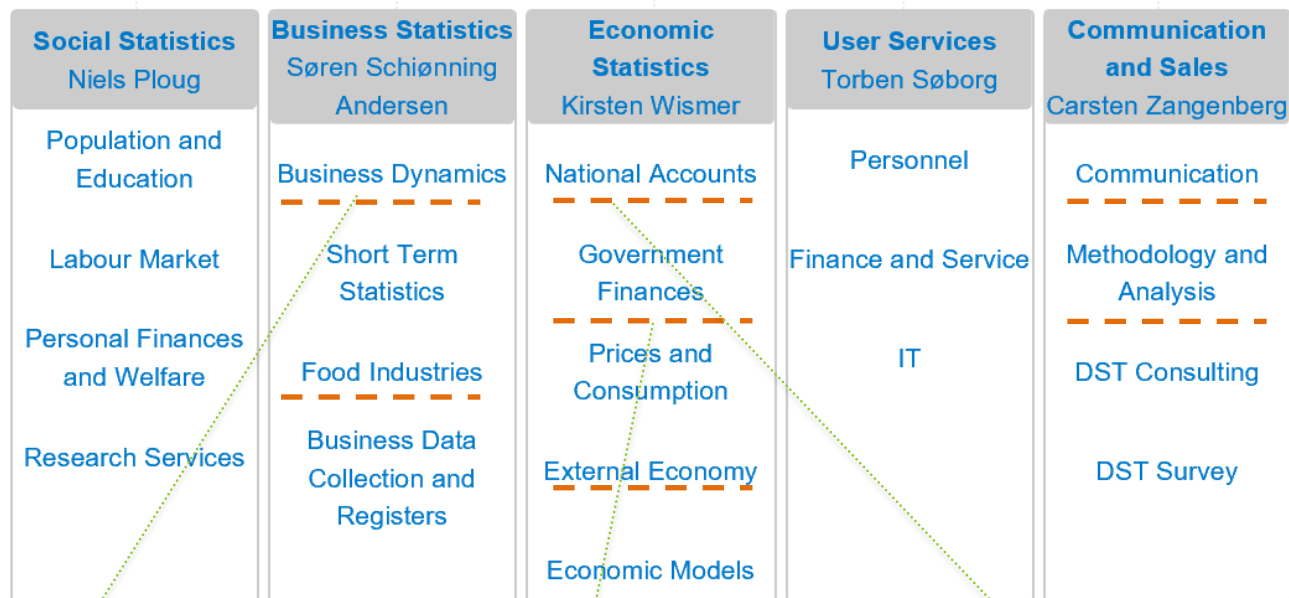 Social Statistics
Niels Ploug
Population and
Education
Labour Market
Personal Finances
and Welfare
Research Services
Business Statistics
Søren Schiønning
Andersen
Business Dynamics
Short Term
Statistics
Food Industries
Business Data
Collection and
Registers
Economic
Statistics
Kirsten Wismer
National Accounts
Government
Finances
Prices and
Consumption
External Economy
Economic Models
User Services
Torben Søborg
Personnel
Finance and Service
IT
Communication
and Sales
Carsten Zangenberg
Communication
Methodology and
Analysis
DST Consulting
DST Survey